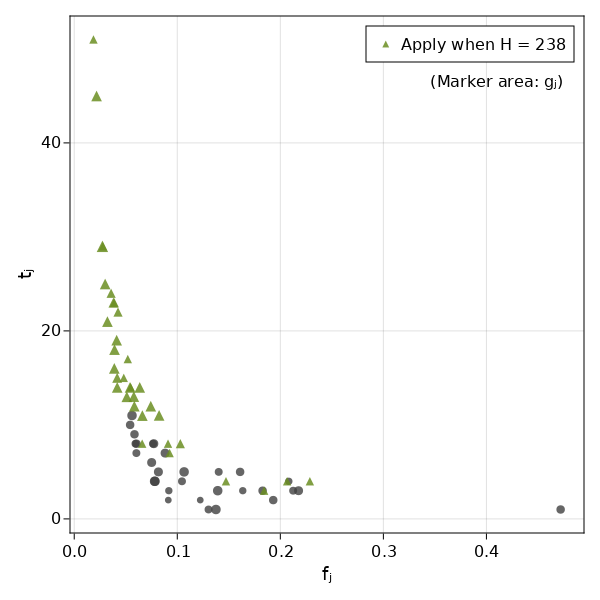 Apply when H = 238
(Marker area: gⱼ)
40
20
0
tⱼ
0.0 0.1 0.2 0.3 0.4
fⱼ